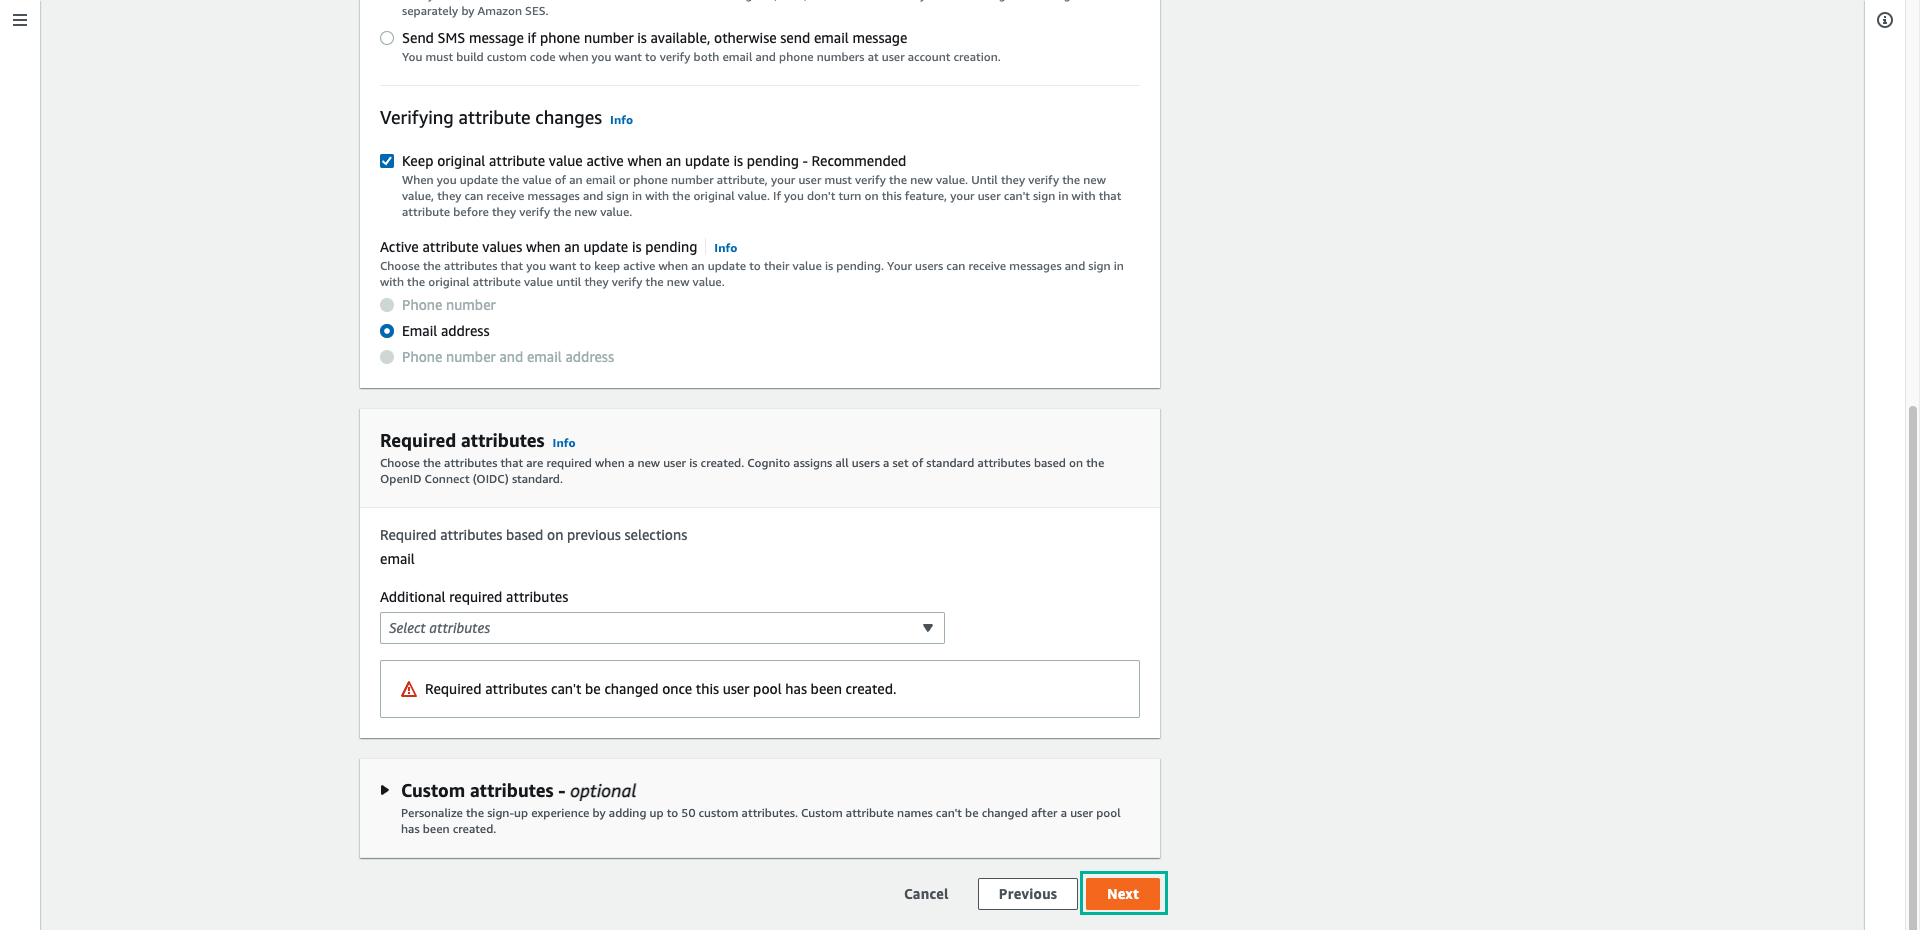 separately by Amazon SES.
Send SMS message if phone number is available, otherwise send email message
You must build custom code when you want to verify both email and phone numbers at user account creation.
Verifying attribute changes Info
Keep original attribute value active when an update is pending - Recommended
When you update the value of an email or phone number attribute, your user must verify the new value. Until they verify the new
value, they can receive messages and sign in with the original value. If you don't turn on this feature, your user can't sign in with that
attribute before they verify the new value.
Active attribute values when an update is pending Info
Choose the attributes that you want to keep active when an update to their value is pending. Your users can receive messages and sign in
with the original attribute value until they verify the new value.
Phone number
Email address
Phone number and email address
Required attributes Info
Choose the attributes that are required when a new user is created. Cognito assigns all users a set of standard attributes based on the
OpenID Connect (OIDC) standard.
Required attributes based on previous selections
email
Additional required attributes
Select attributes
Required attributes can't be changed once this user pool has been created.
Custom attributes - optional
Personalize the sign-up experience by adding up to 50 custom attributes. Custom attribute names can't be changed after a user pool
has been created.
Cancel Previous Next